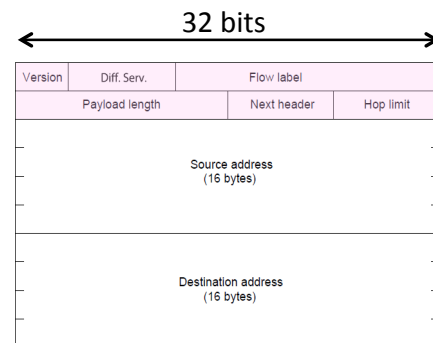 32 bits
Version Diff. Serv. Flow label
Payload length Next header Hop limit
Source address
(16 bytes)
Destination address
(16 bytes)